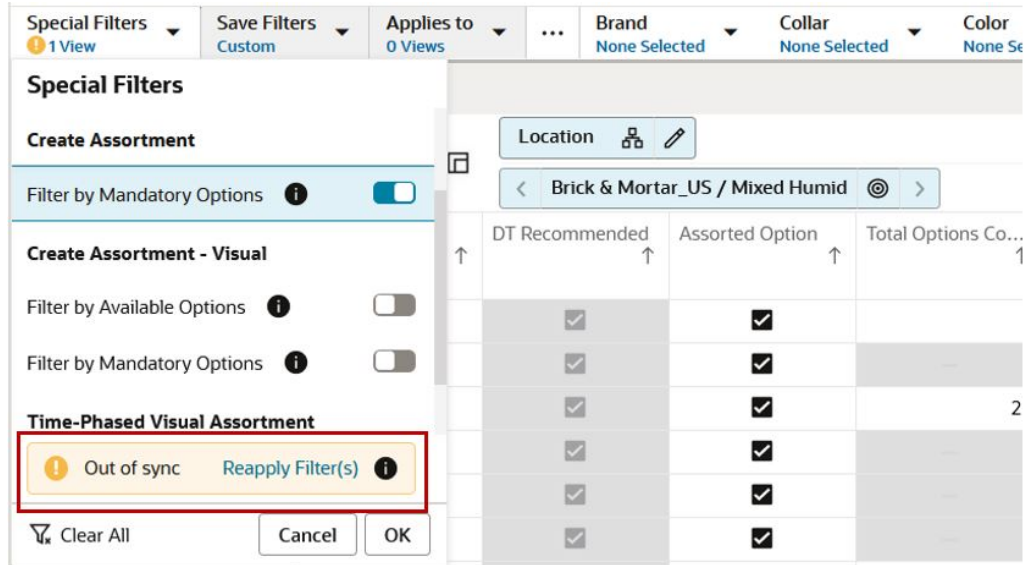 Special Filters
1 View
Save Filters
Custom
Applies to
0 Views
...
Brand
None Selected
Collar
None Selected
Color
None Se
Special Filters
Create Assortment
Filter by Mandatory Options
Create Assortment - Visual
Filter by Available Options
Filter by Mandatory Options
Time-Phased Visual Assortment
Out of sync Reapply Filter(s)
Clear All
Cancel
OK
Location
Brick & Mortar_US / Mixed Humid
DT Recommended
Assorted Option
Total Options Co...
2